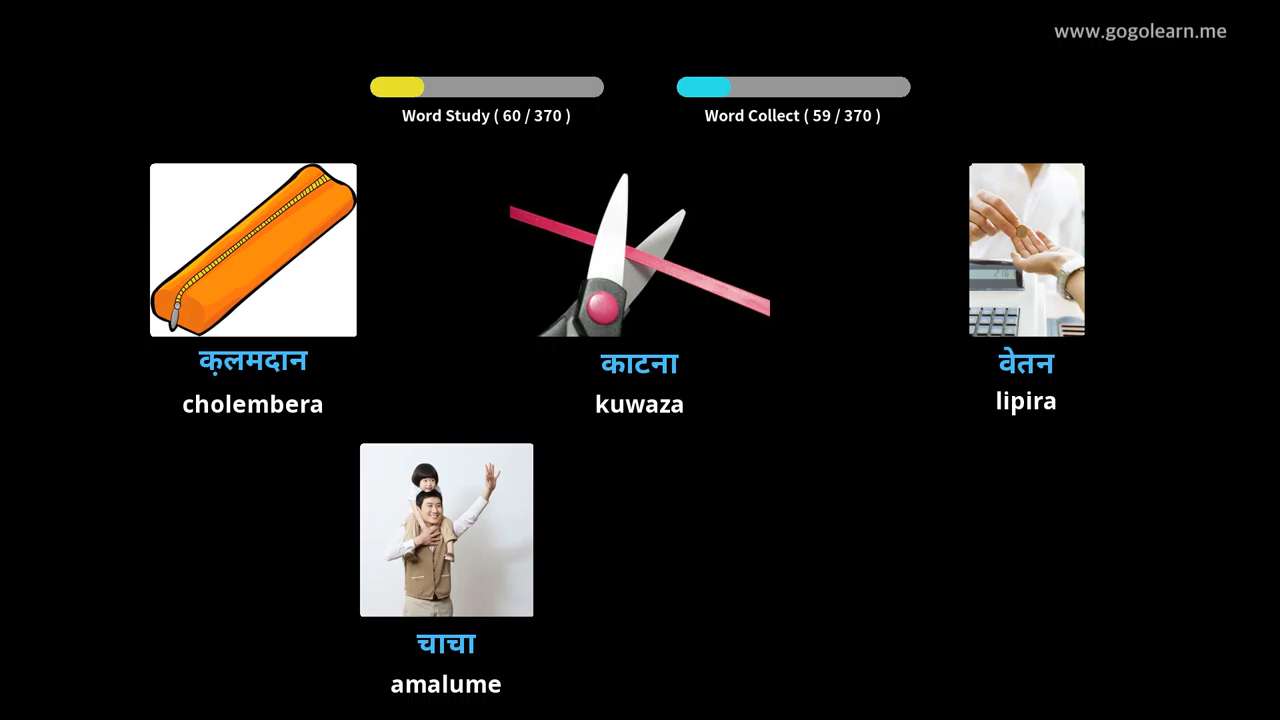 www.gogolearn.me
Word Study ( 60 / 370 )
Word Collect ( 59 / 370 )
क़लमदान
cholembera
काटना
kuwaza
वेतन
lipira
चाचा
amalume